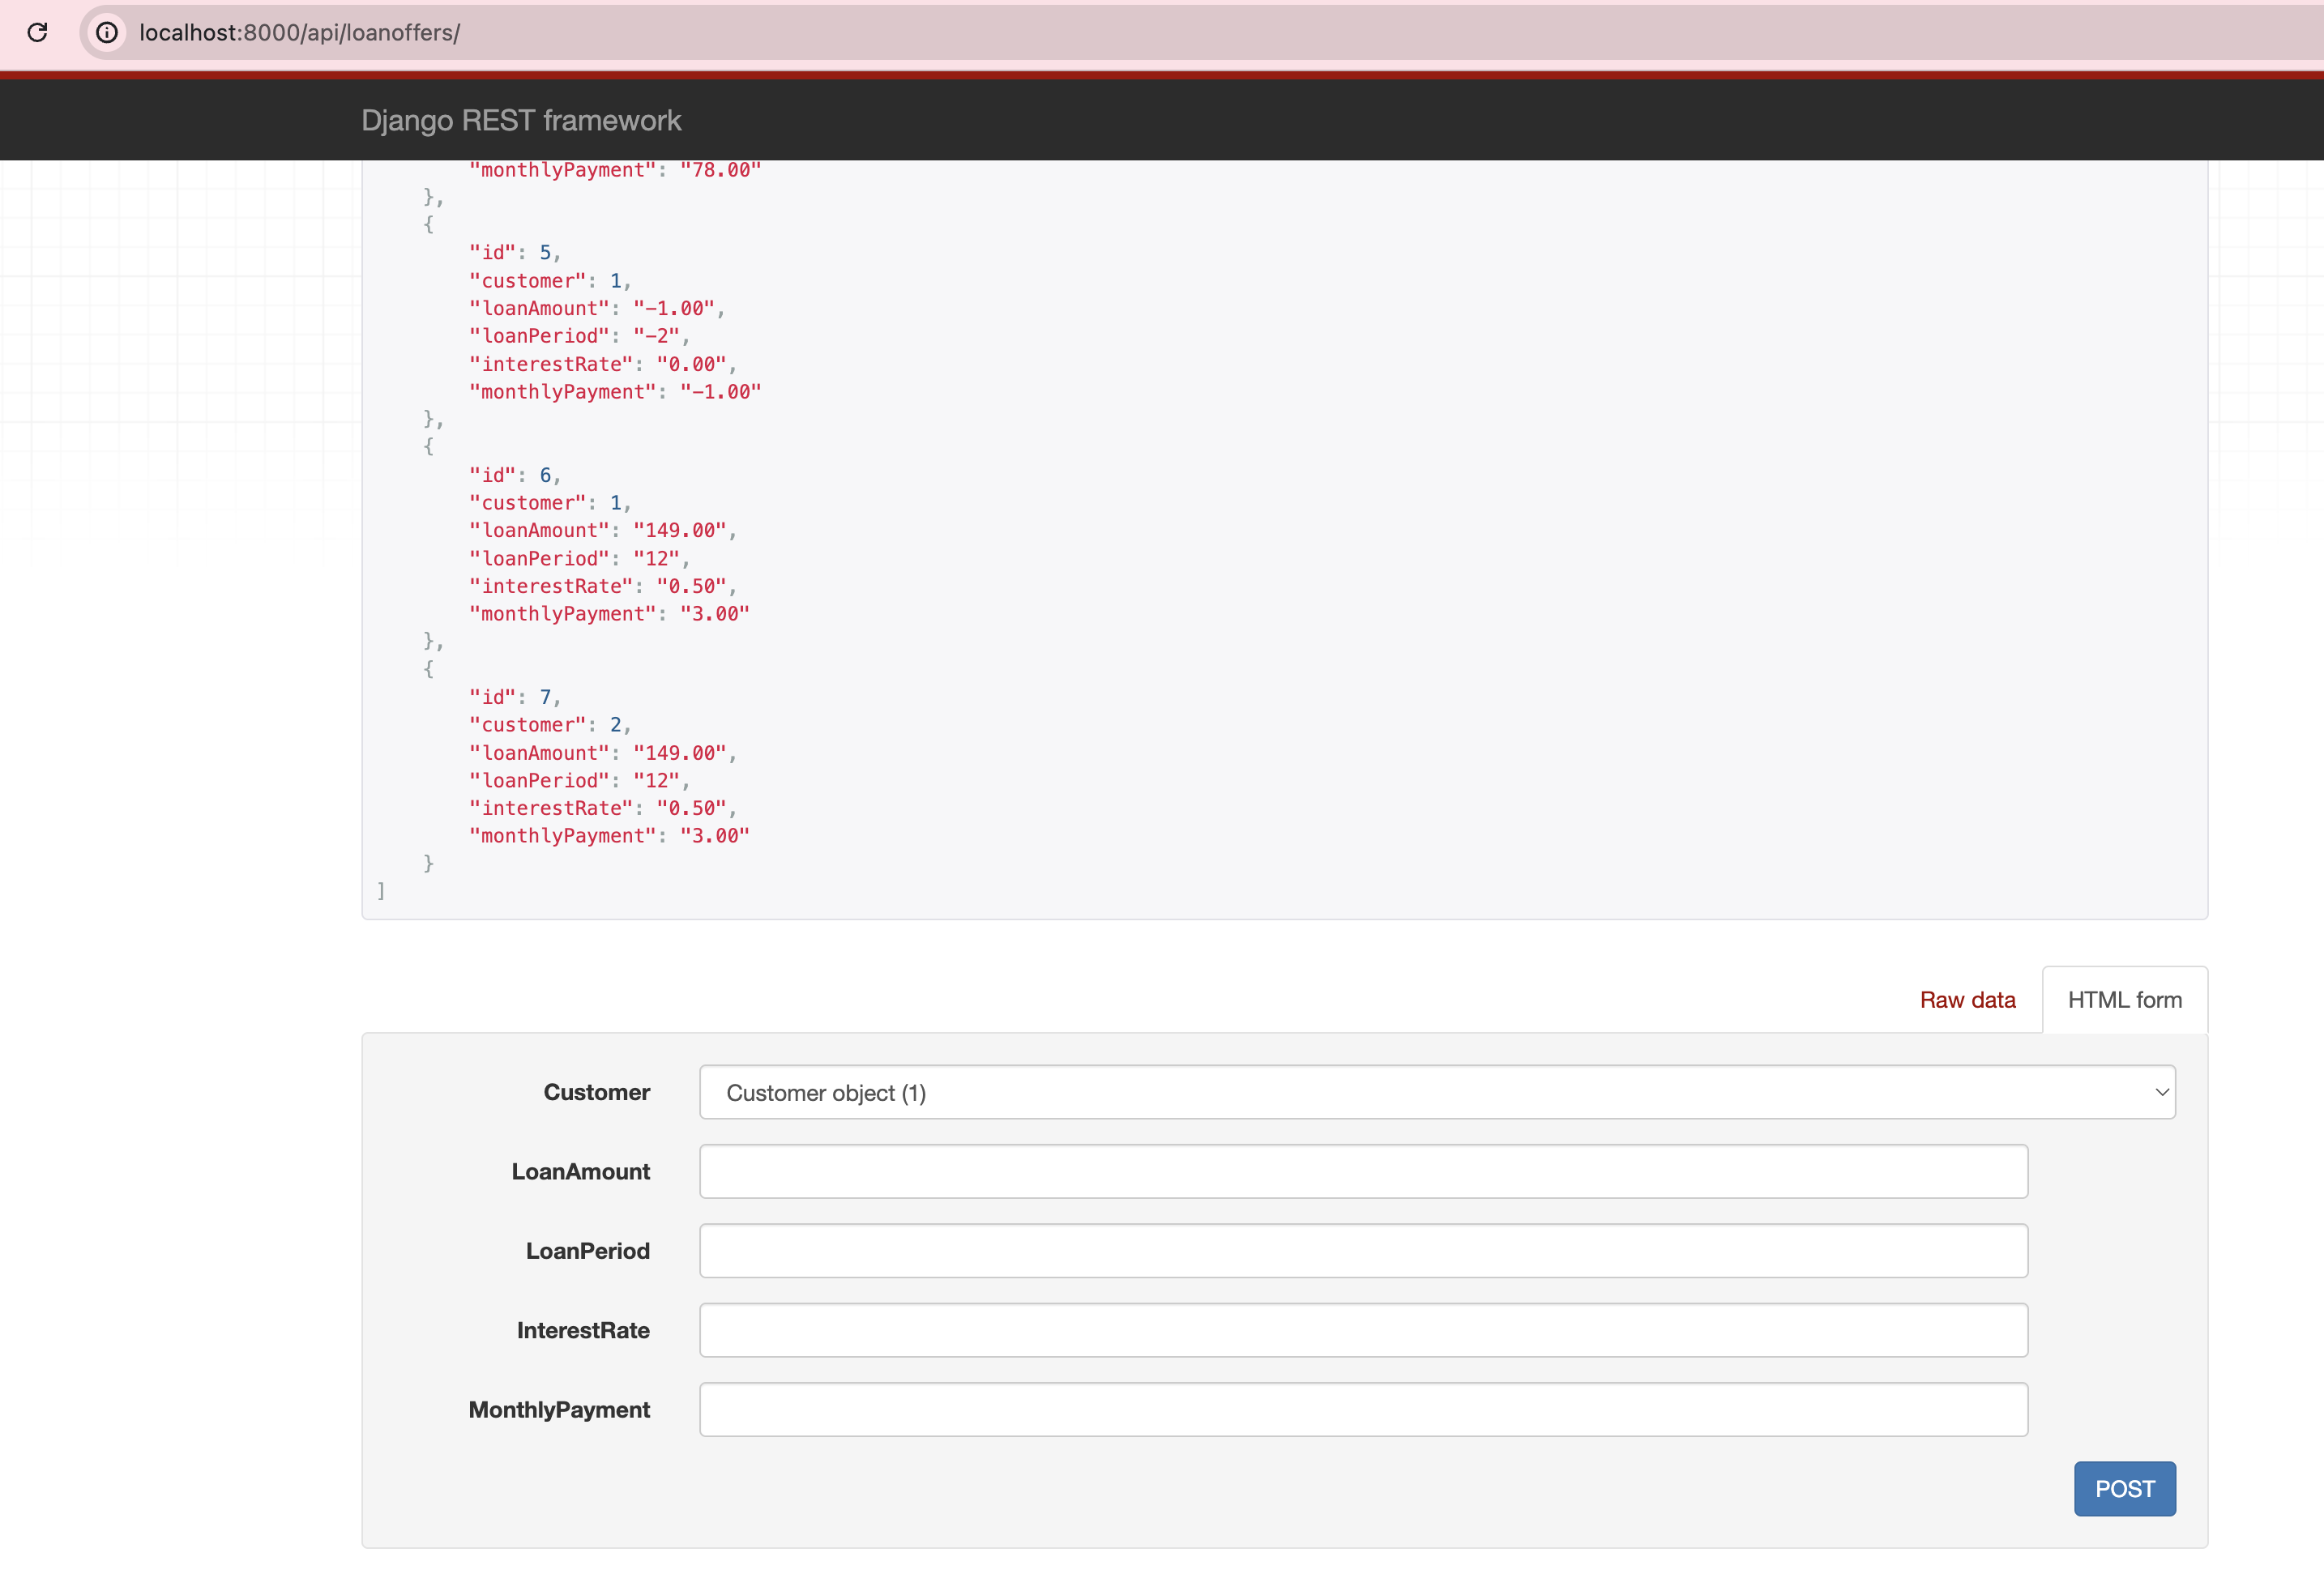 localhost:8000/api/loanoffers/
Django REST framework
"monthlyPayment": "78.00"
},
{
"id": 5,
"customer": 1,
"loanAmount": "-1.00",
"loanPeriod": "-2",
"interestRate": "0.00",
"monthlyPayment": "-1.00"
},
{
"id": 6,
"customer": 1,
"loanAmount": "149.00",
"loanPeriod": "12",
"interestRate": "0.50",
"monthlyPayment": "3.00"
},
{
"id": 7,
"customer": 2,
"loanAmount": "149.00",
"loanPeriod": "12",
"interestRate": "0.50",
"monthlyPayment": "3.00"
}
]
Raw data HTML form
Customer Customer object (1)
LoanAmount
LoanPeriod
InterestRate
MonthlyPayment
POST